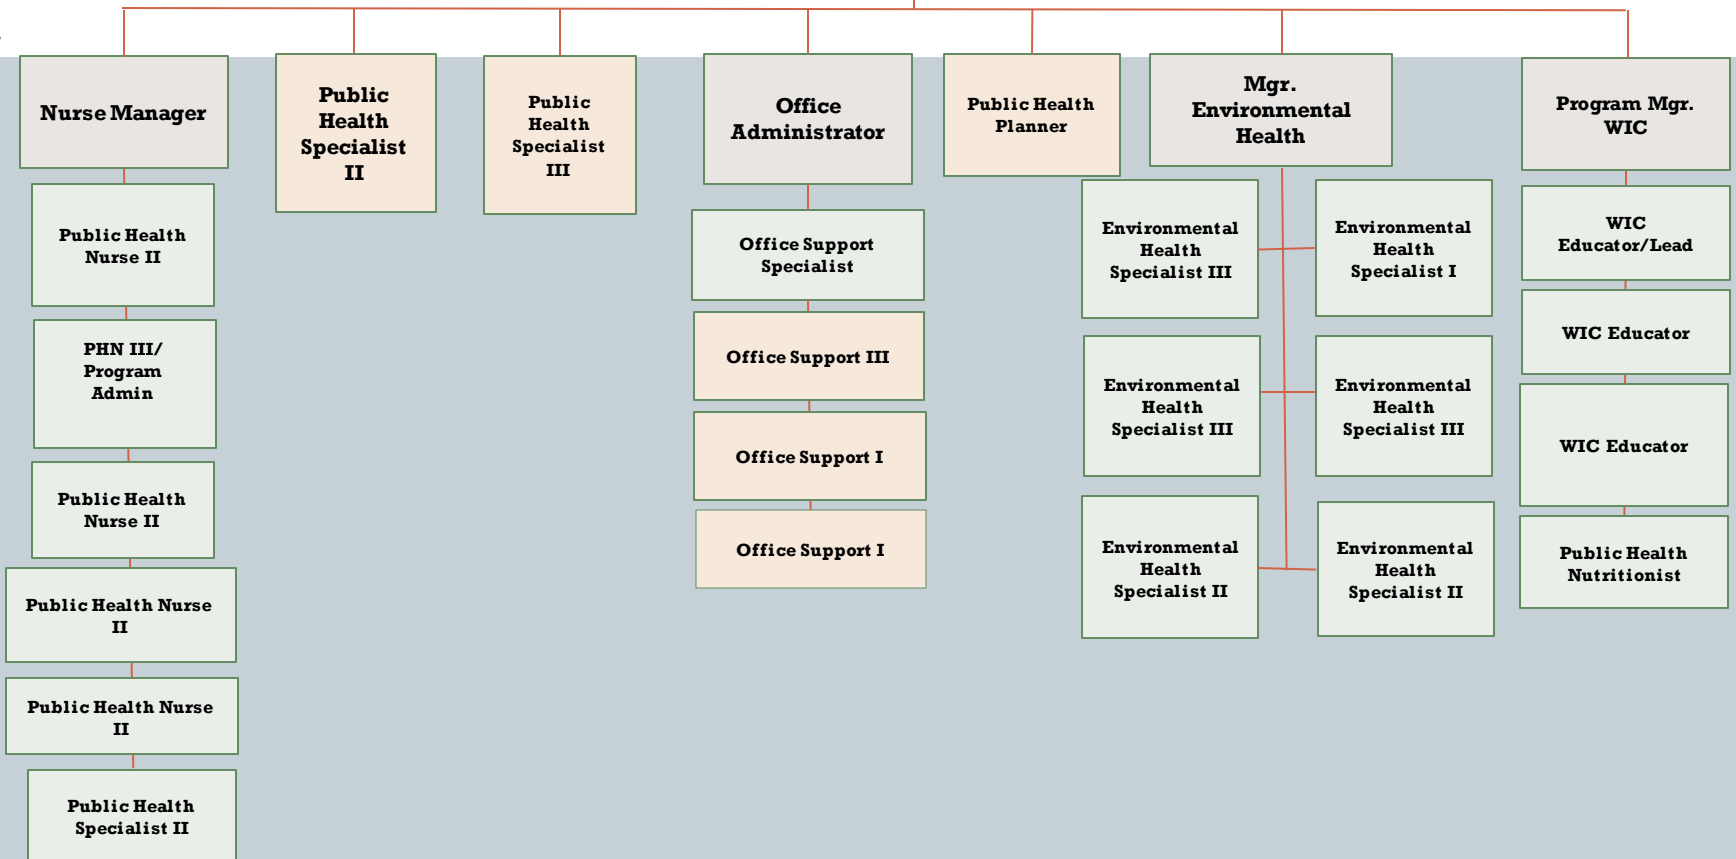 Nurse Manager
Public
Health
Specialist
II
Public
Health
Specialist
III
Office
Administrator
Public Health
Planner
Mgr.
Environmental
Health
Program Mgr.
WIC
Public Health
Nurse II
PHN III/
Program
Admin
Public Health
Nurse II
Public Health Nurse
II
Public Health Nurse
II
Public Health
Specialist II
Office Support
Specialist
Office Support III
Office Support I
Office Support I
Environmental
Health
Specialist III
Environmental
Health
Specialist I
Environmental
Health
Specialist III
Environmental
Health
Specialist III
Environmental
Health
Specialist II
Environmental
Health
Specialist II
WIC
Educator/Lead
WIC Educator
WIC Educator
Public Health
Nutritionist